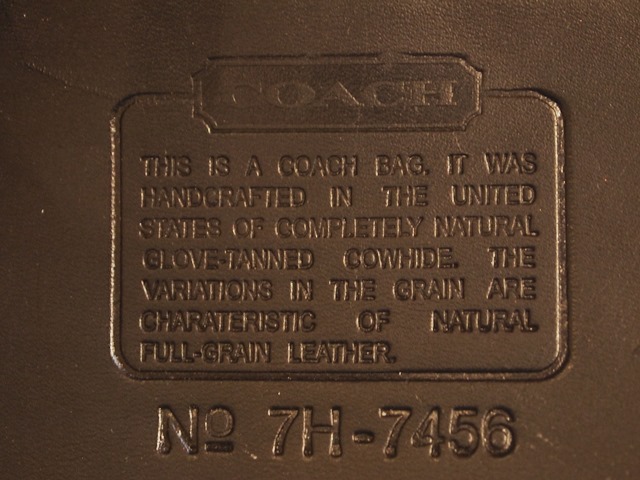 COACH
THIS IS A COACH BAG. IT WAS
HANDCRAFTED IN THE UNITED
STATES OF COMPLETELY NATURAL
GLOVE-TANNED COWHIDE. THE
VARIATIONS IN THE GRAIN ARE
CHARATERISTIC OF NATURAL
FULL-GRAIN LEATHER.
Nº 7H-7456